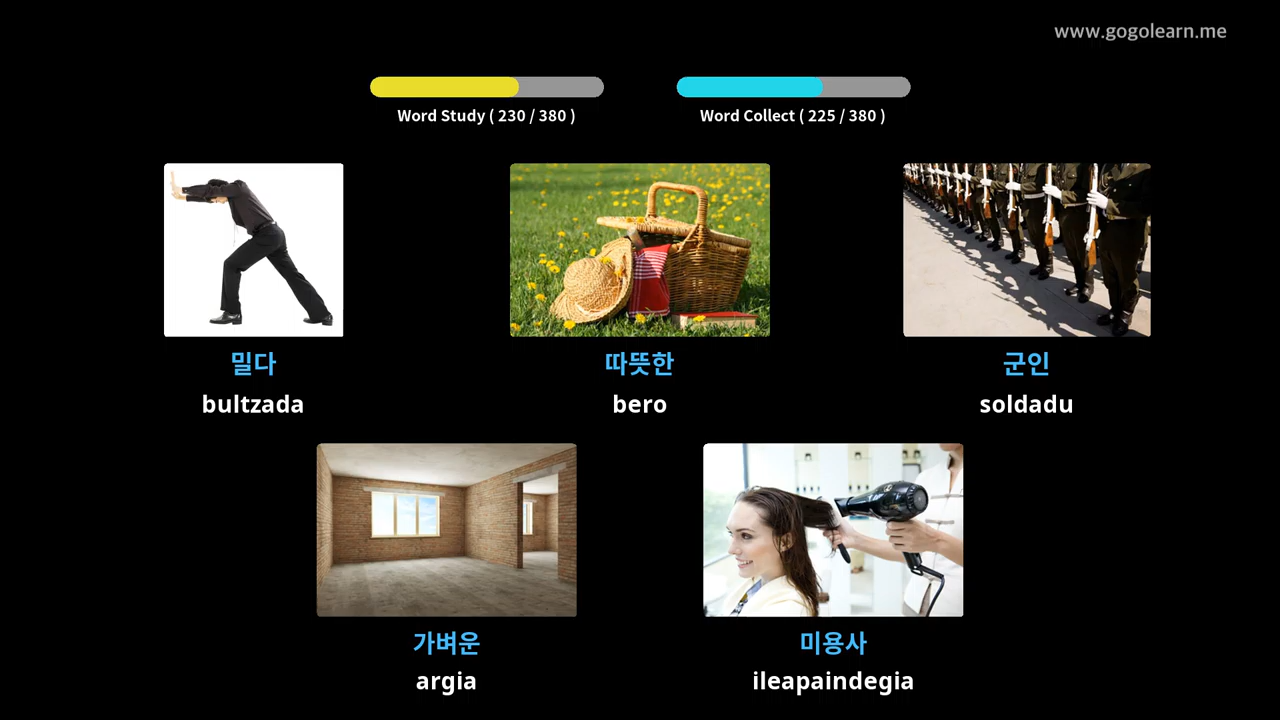 www.gogolearn.me
Word Study ( 230 / 380 )
Word Collect ( 225 / 380 )
밀다
bultzada
따뜻한
bero
군인
soldadu
가벼운
argia
미용사
ileapaindegia